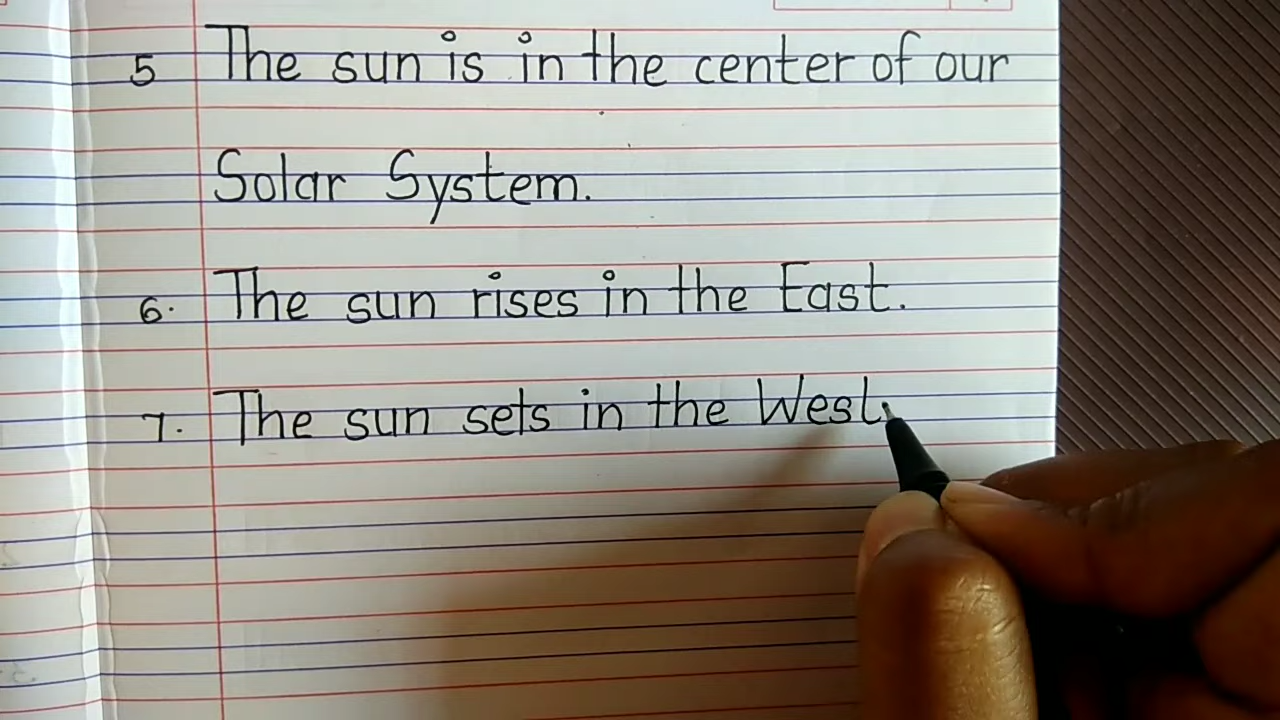 5 The sun is in the center of our
Solar System.
6. The sun rises in the East.
7. The sun sets in the West